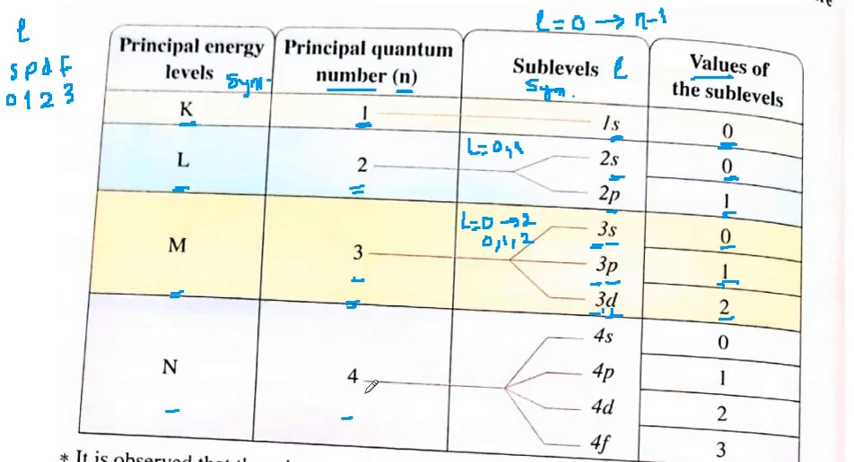 l = 0 → n-1
l
s p d f
0 1 2 3
Principal energy levels Sym.
Principal quantum number (n)
Sublevels l
Sym.
Values of the sublevels
K 1 1s 0
L 2 L=0,1 2s 0
2p 1
M 3 L=0 → 2
0,1,2
3s 0
3p 1
3d 2
N 4 4s 0
4p 1
4d 2
4f 3
* It is observed that